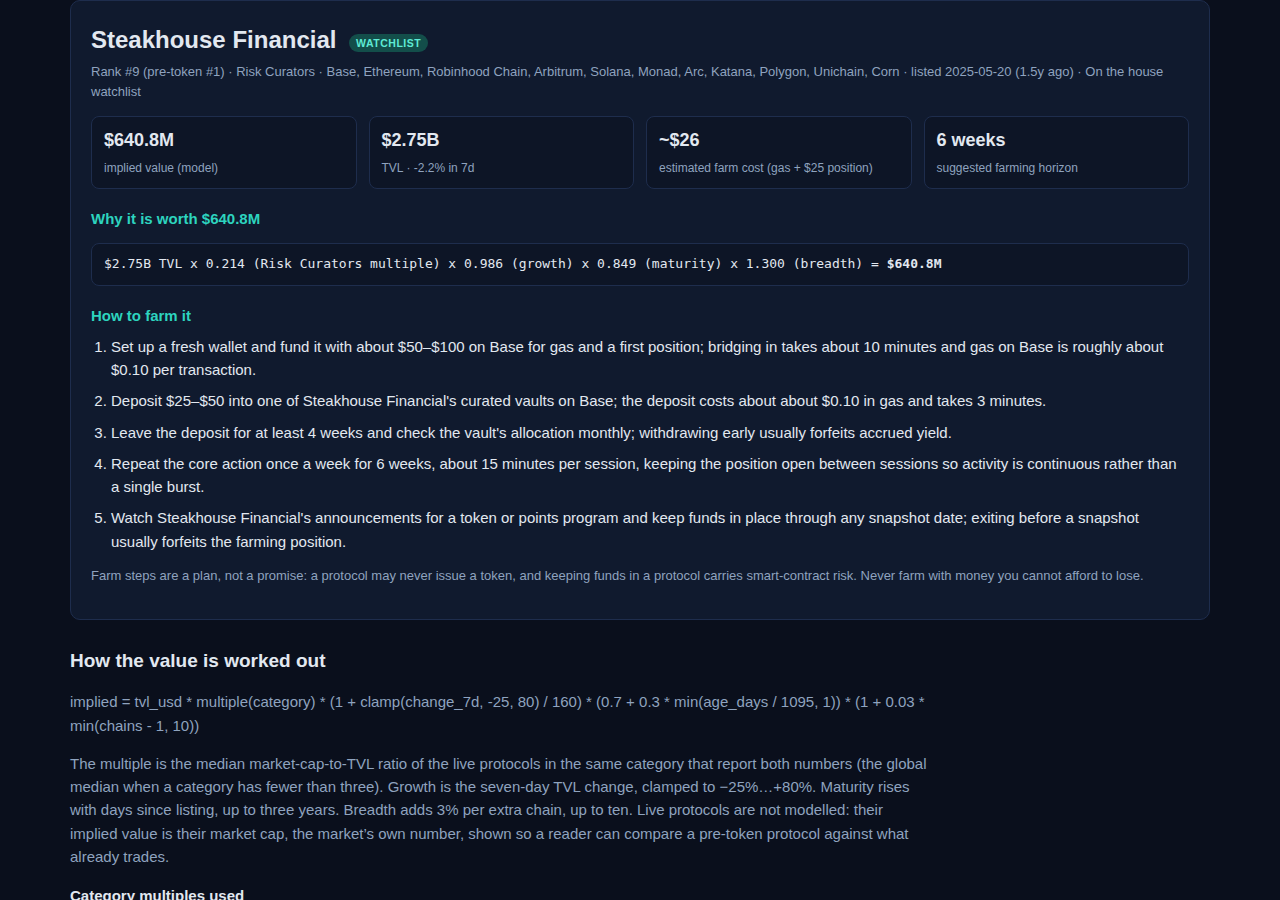 Steakhouse Financial WATCHLIST
Rank #9 (pre-token #1) · Risk Curators · Base, Ethereum, Robinhood Chain, Arbitrum, Solana, Monad, Arc, Katana, Polygon, Unichain, Corn · listed 2025-05-20 (1.5y ago) · On the house
watchlist
$640.8M
implied value (model)
$2.75B
TVL · -2.2% in 7d
~$26
estimated farm cost (gas + $25 position)
6 weeks
suggested farming horizon
Why it is worth $640.8M
$2.75B TVL x 0.214 (Risk Curators multiple) x 0.986 (growth) x 0.849 (maturity) x 1.300 (breadth) = $640.8M
How to farm it
1. Set up a fresh wallet and fund it with about $50–$100 on Base for gas and a first position; bridging in takes about 10 minutes and gas on Base is roughly about
$0.10 per transaction.
2. Deposit $25–$50 into one of Steakhouse Financial's curated vaults on Base; the deposit costs about about $0.10 in gas and takes 3 minutes.
3. Leave the deposit for at least 4 weeks and check the vault's allocation monthly; withdrawing early usually forfeits accrued yield.
4. Repeat the core action once a week for 6 weeks, about 15 minutes per session, keeping the position open between sessions so activity is continuous rather than
a single burst.
5. Watch Steakhouse Financial's announcements for a token or points program and keep funds in place through any snapshot date; exiting before a snapshot
usually forfeits the farming position.
Farm steps are a plan, not a promise: a protocol may never issue a token, and keeping funds in a protocol carries smart-contract risk. Never farm with money you cannot afford to lose.
How the value is worked out
implied = tvl_usd * multiple(category) * (1 + clamp(change_7d, -25, 80) / 160) * (0.7 + 0.3 * min(age_days / 1095, 1)) * (1 + 0.03 *
min(chains - 1, 10))
The multiple is the median market-cap-to-TVL ratio of the live protocols in the same category that report both numbers (the global
median when a category has fewer than three). Growth is the seven-day TVL change, clamped to −25%…+80%. Maturity rises
with days since listing, up to three years. Breadth adds 3% per extra chain, up to ten. Live protocols are not modelled: their
implied value is their market cap, the market's own number, shown so a reader can compare a pre-token protocol against what
already trades.
Category multiples used